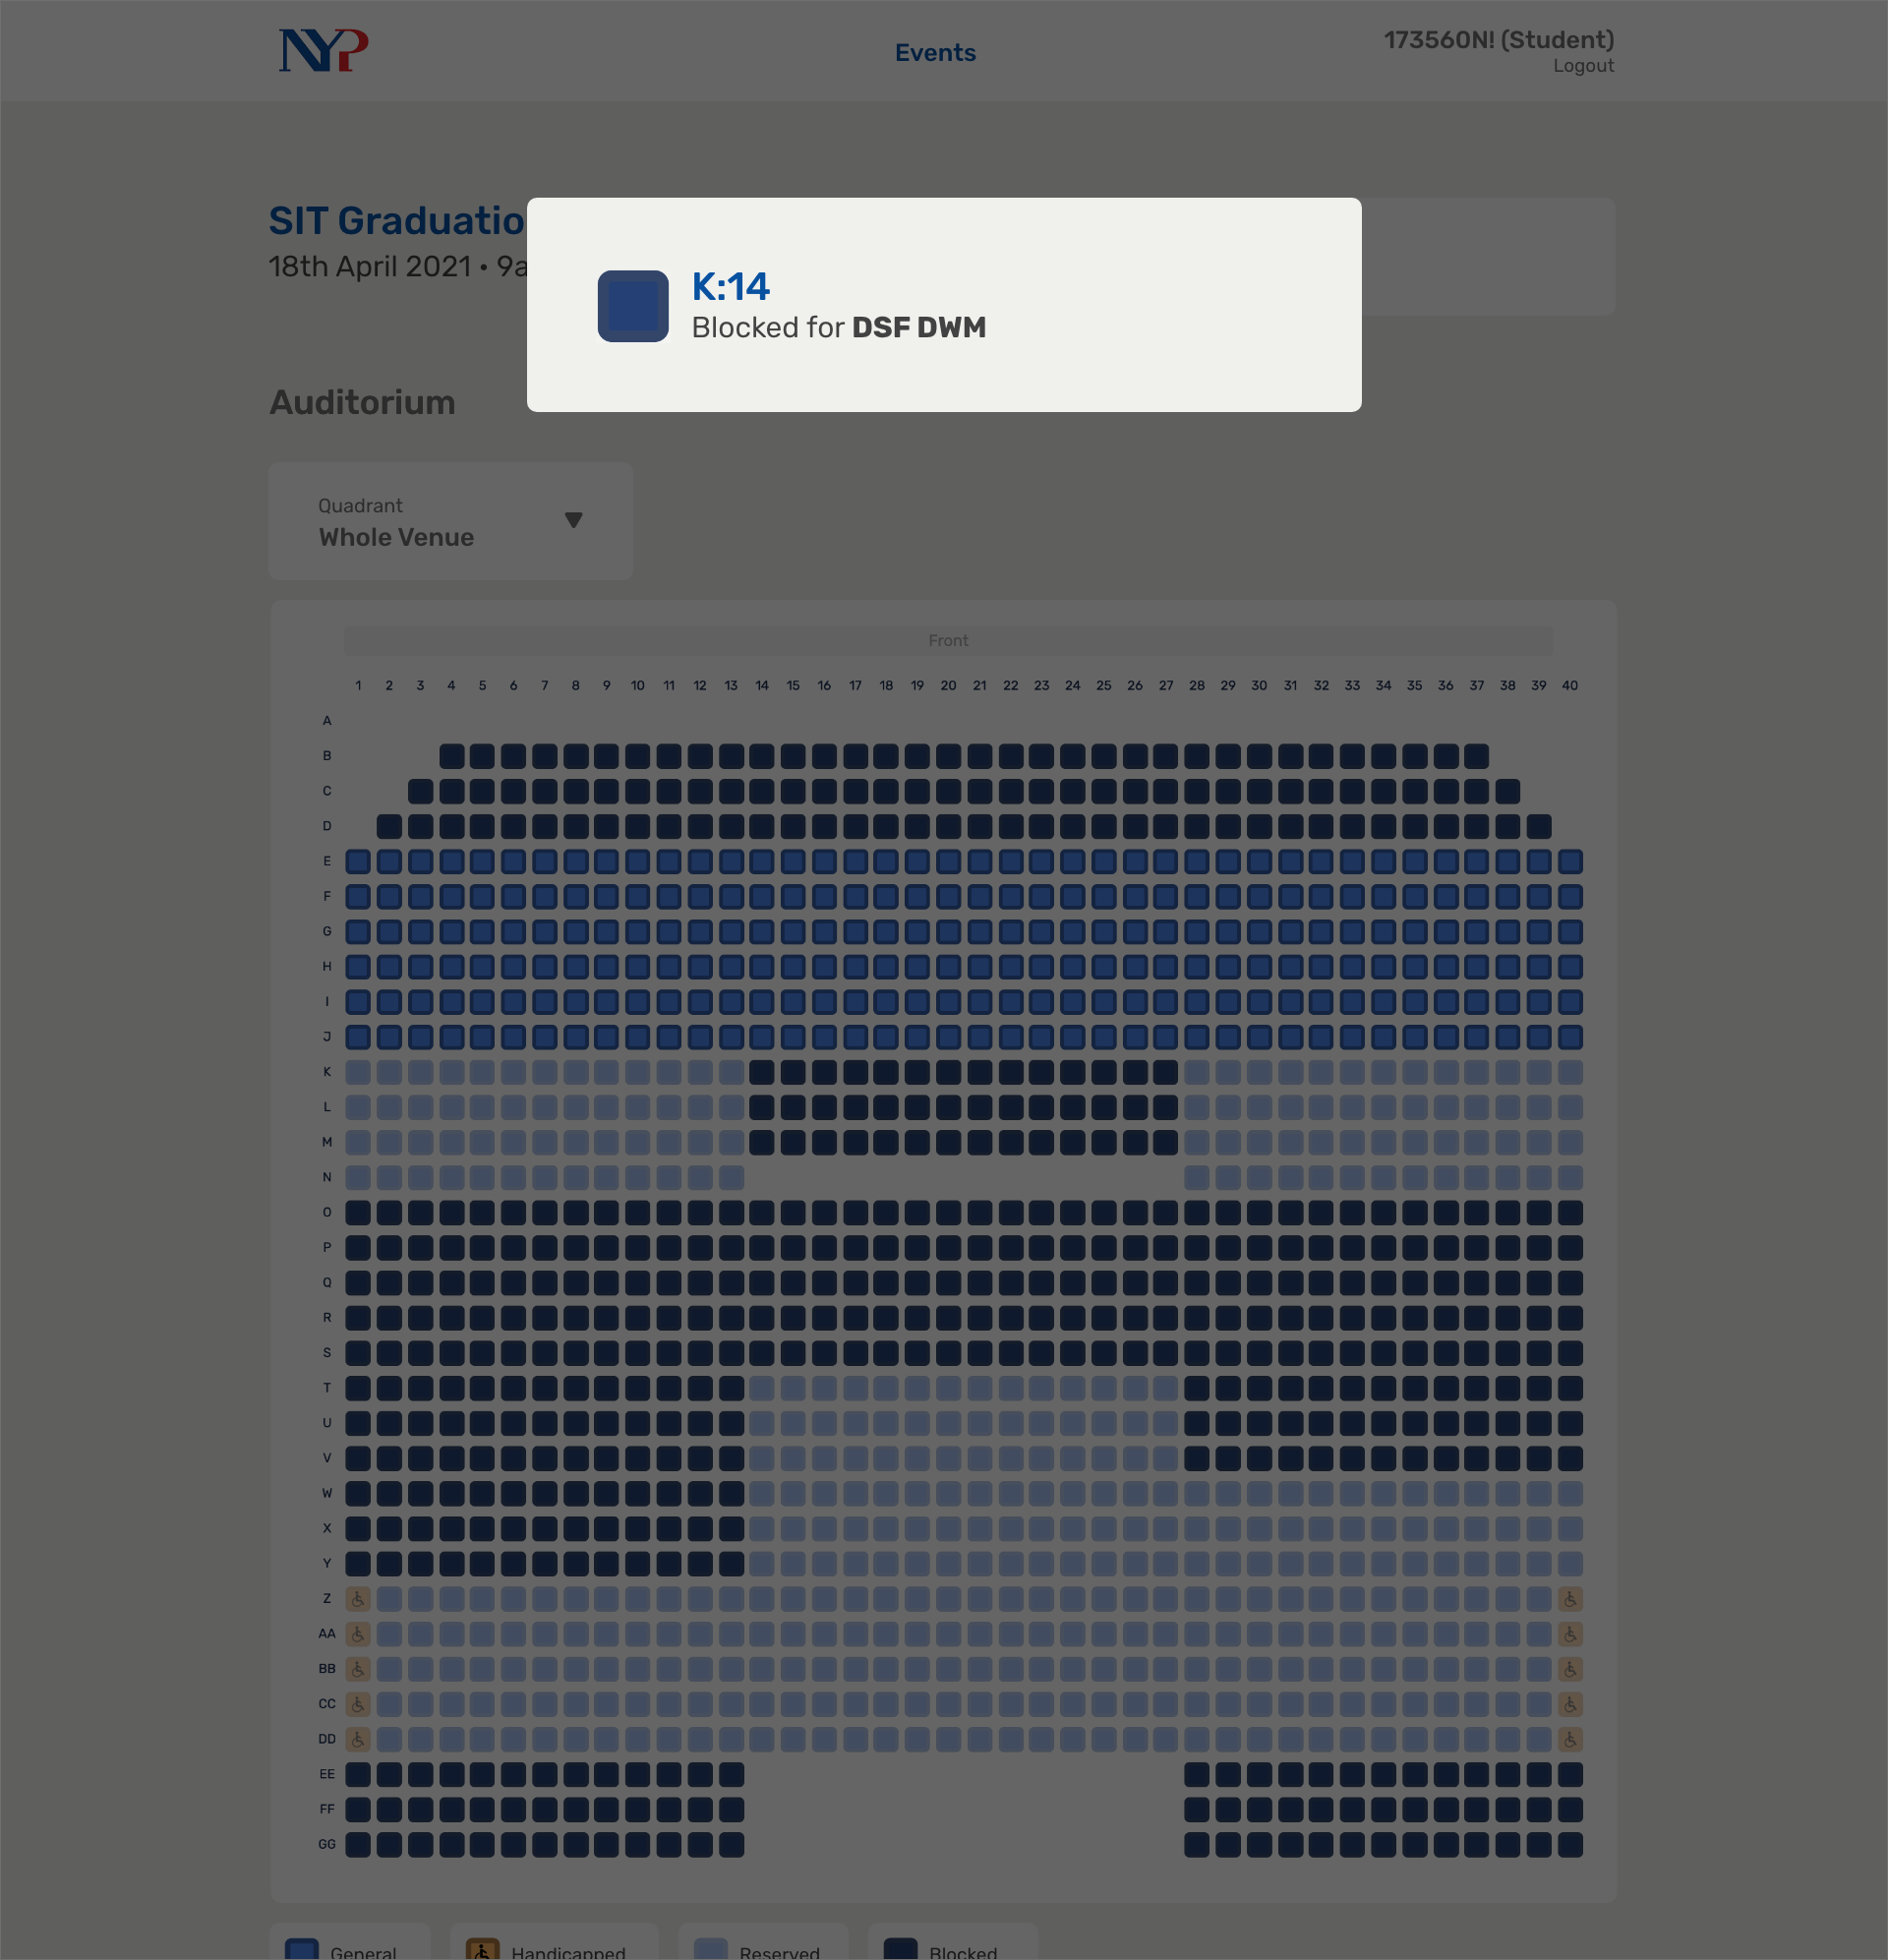 NYP
Events
173560N! (Student)
Logout
SIT Graduatio
18th April 2021 • 9a
K:14
Blocked for DSF DWM
Auditorium
Quadrant
Whole Venue
Front
1 2 3 4 5 6 7 8 9 10 11 12 13 14 15 16 17 18 19 20 21 22 23 24 25 26 27 28 29 30 31 32 33 34 35 36 37 38 39 40
A
B
C
D
E
F
G
H
I
J
K
L
M
N
O
P
Q
R
S
T
U
V
W
X
Y
Z
AA
BB
CC
DD
EE
FF
GG
General Handicapped Reserved Blocked